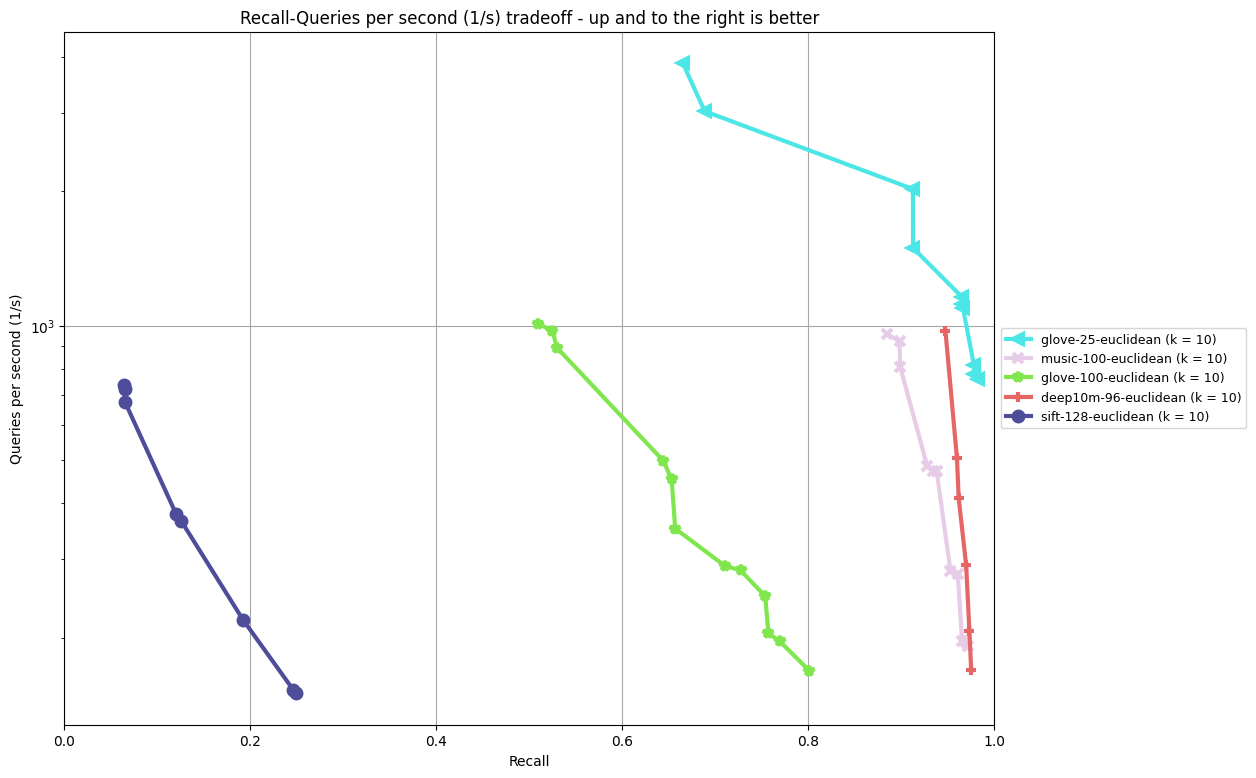 Recall-Queries per second (1/s) tradeoff - up and to the right is better
Queries per second (1/s)
10³
glove-25-euclidean (k = 10)
music-100-euclidean (k = 10)
glove-100-euclidean (k = 10)
deep10m-96-euclidean (k = 10)
sift-128-euclidean (k = 10)
0.0 0.2 0.4 0.6 0.8 1.0
Recall